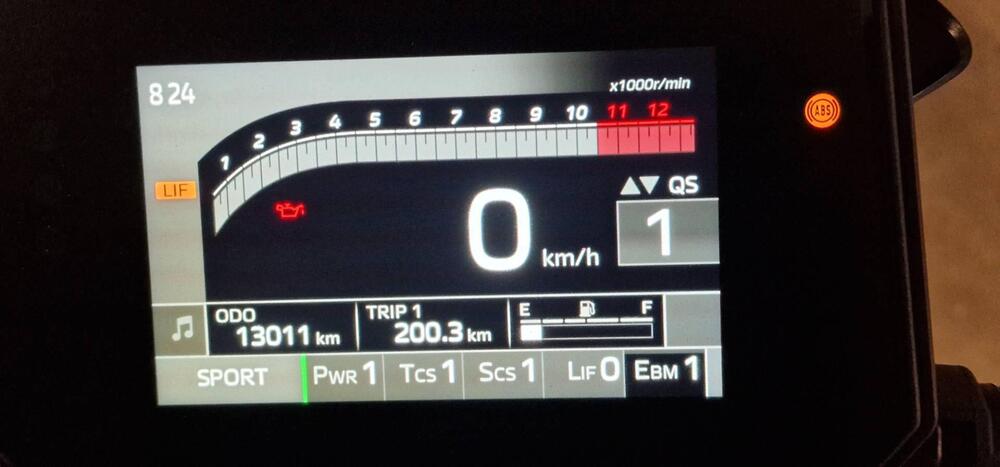 8 24
x1000r/min
1 2 3 4 5 6 7 8 9 10 11 12
ABS
LIF
▲▼ QS
0 km/h
1
ODO
13011 km
TRIP 1
200.3 km
E F
SPORT
PWR 1
TCS 1
SCS 1
LIF 0
EBM 1